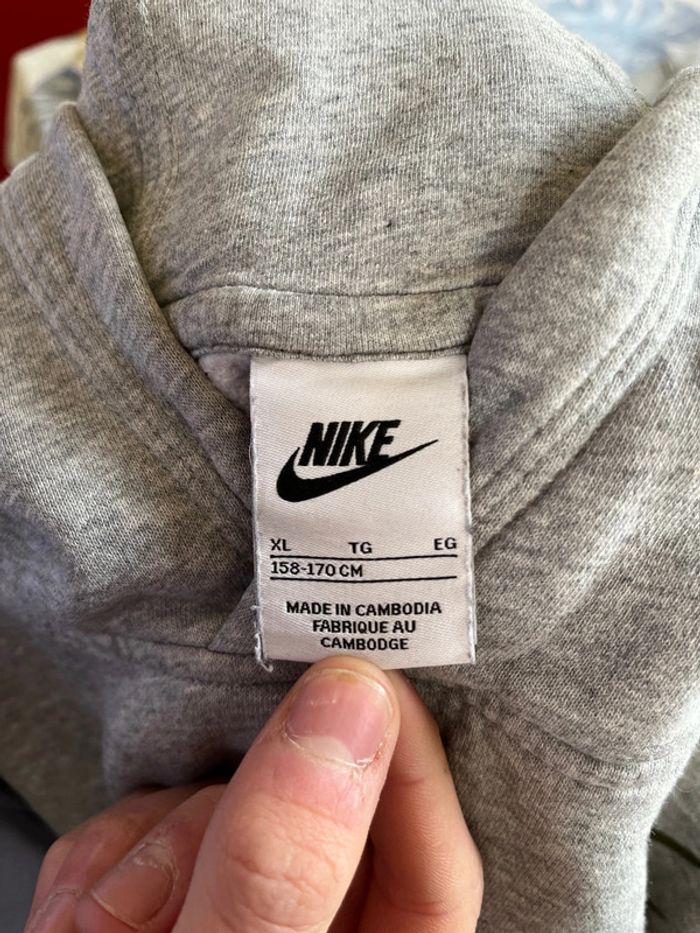 NIKE
XL TG EG
158-170 CM
MADE IN CAMBODIA
FABRIQUE AU
CAMBODGE